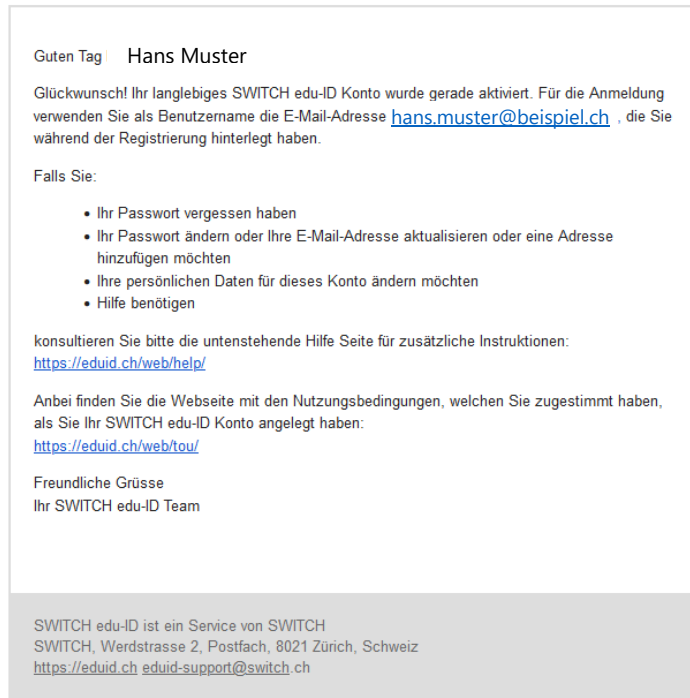 Guten Tag Hans Muster
Glückwunsch! Ihr langlebiges SWITCH edu-ID Konto wurde gerade aktiviert. Für die Anmeldung
verwenden Sie als Benutzername die E-Mail-Adresse hans.muster@beispiel.ch , die Sie
während der Registrierung hinterlegt haben.
Falls Sie:
• Ihr Passwort vergessen haben
• Ihr Passwort ändern oder Ihre E-Mail-Adresse aktualisieren oder eine Adresse
hinzufügen möchten
• Ihre persönlichen Daten für dieses Konto ändern möchten
• Hilfe benötigen
konsultieren Sie bitte die untenstehende Hilfe Seite für zusätzliche Instruktionen:
https://eduid.ch/web/help/
Anbei finden Sie die Webseite mit den Nutzungsbedingungen, welchen Sie zugestimmt haben,
als Sie Ihr SWITCH edu-ID Konto angelegt haben:
https://eduid.ch/web/tou/
Freundliche Grüsse
Ihr SWITCH edu-ID Team
SWITCH edu-ID ist ein Service von SWITCH
SWITCH, Werdstrasse 2, Postfach, 8021 Zürich, Schweiz
https://eduid.ch eduid-support@switch.ch